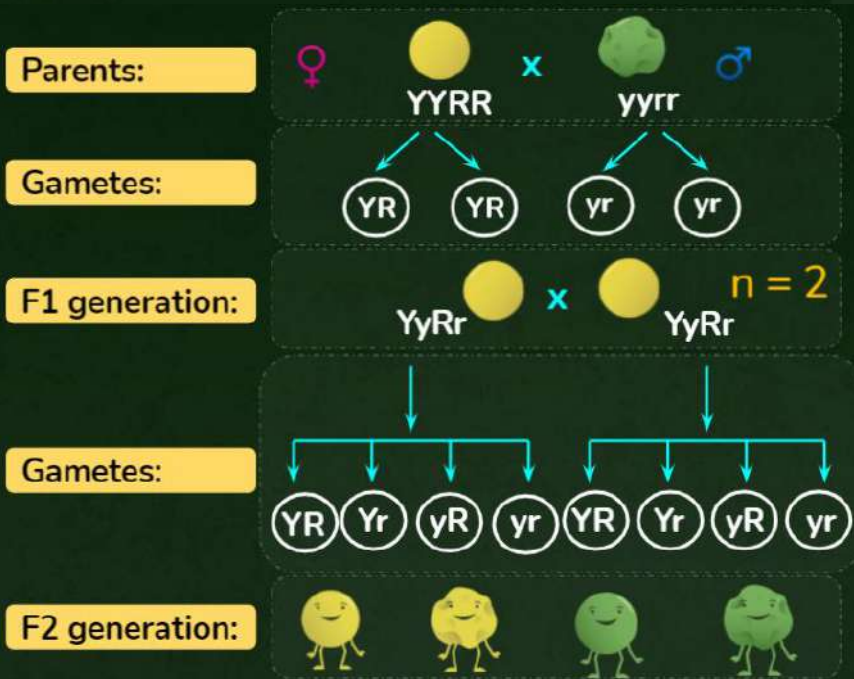 Parents:
♀ x ♂
YYRR yyrr
Gametes:
YR YR yr yr
F1 generation:
x n = 2
YyRr YyRr
Gametes:
YR Yr yR yr YR Yr yR yr
F2 generation: